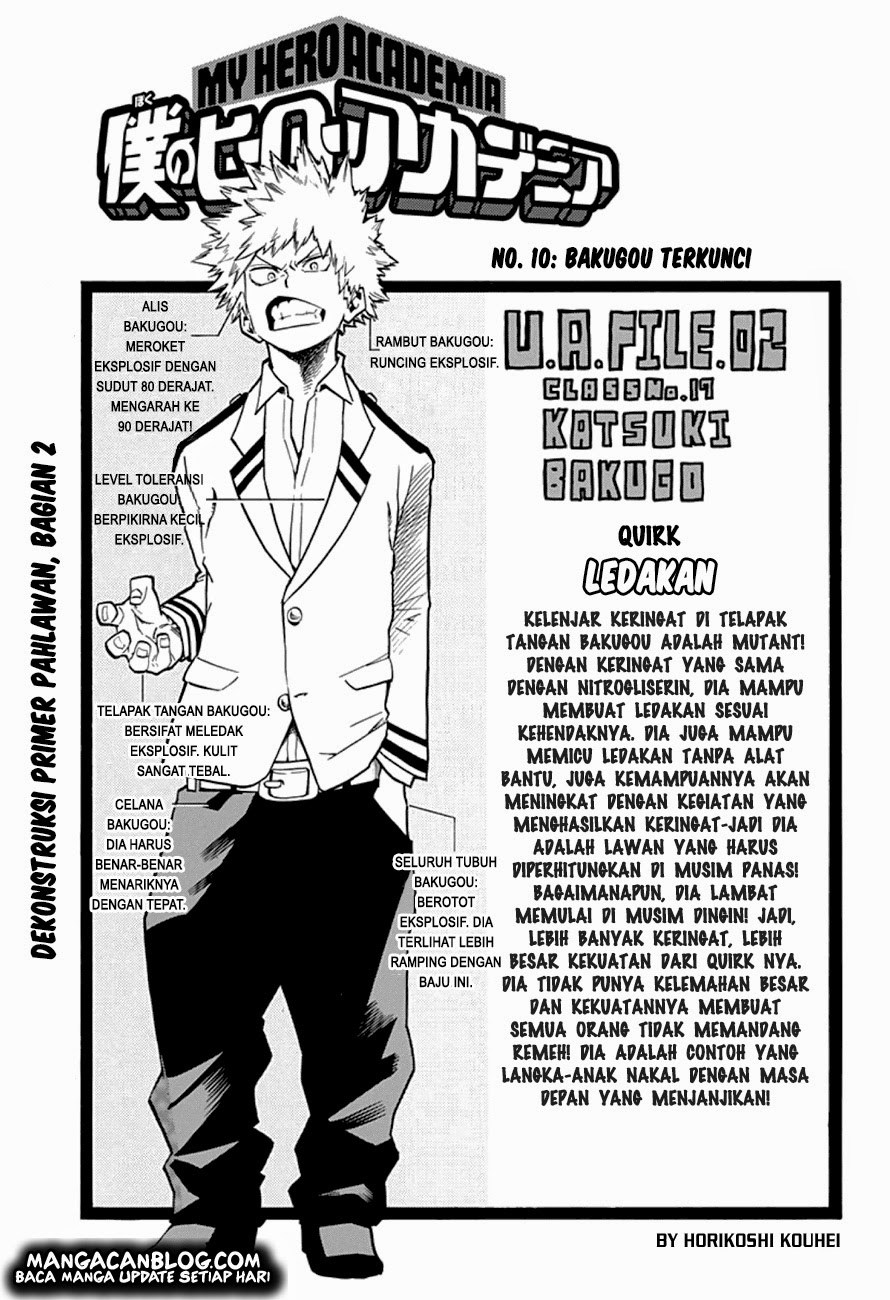 MY HERO ACADEMIA
ぼく
僕のヒーローアカデミア
NO. 10: BAKUGOU TERKUNCI
ALIS
BAKUGOU:
MEROKET
EKSPLOSIF DENGAN
SUDUT 80 DERAJAT.
MENGARAH KE
90 DERAJAT!
RAMBUT BAKUGOU:
RUNCING EKSPLOSIF.
LEVEL TOLERANSI
BAKUGOU
BERPIKIRNA KECIL
EKSPLOSIF.
TELAPAK TANGAN BAKUGOU:
BERSIFAT MELEDAK
EKSPLOSIF. KULIT
SANGAT TEBAL.
CELANA
BAKUGOU:
DIA HARUS
BENAR-BENAR
MENARIKNYA
DENGAN TEPAT.
SELURUH TUBUH
BAKUGOU:
BEROTOT
EKSPLOSIF. DIA
TERLIHAT LEBIH
RAMPING DENGAN
BAJU INI.
U.A.FILE.02
CLASS No.17
KATSUKI
BAKUGO
QUIRK
LEDAKAN
KELENJAR KERINGAT DI TELAPAK
TANGAN BAKUGOU ADALAH MUTANT!
DENGAN KERINGAT YANG SAMA
DENGAN NITROGLISERIN, DIA MAMPU
MEMBUAT LEDAKAN SESUAI
KEHENDAKNYA. DIA JUGA MAMPU
MEMICU LEDAKAN TANPA ALAT
BANTU, JUGA KEMAMPUANNYA AKAN
MENINGKAT DENGAN KEGIATAN YANG
MENGHASILKAN KERINGAT-JADI DIA
ADALAH LAWAN YANG HARUS
DIPERHITUNGKAN DI MUSIM PANAS!
BAGAIMANAPUN, DIA LAMBAT
MEMULAI DI MUSIM DINGIN! JADI,
LEBIH BANYAK KERINGAT, LEBIH
BESAR KEKUATAN DARI QUIRK NYA.
DIA TIDAK PUNYA KELEMAHAN BESAR
DAN KEKUATANNYA MEMBUAT
SEMUA ORANG TIDAK MEMANDANG
REMEH! DIA ADALAH CONTOH YANG
LANGKA-ANAK NAKAL DENGAN MASA
DEPAN YANG MENJANJIKAN!
DEKONSTRUKSI PRIMER PAHLAWAN, BAGIAN 2
BY HORIKOSHI KOUHEI
MANGACANBLOG.COM
BACA MANGA UPDATE SETIAP HARI